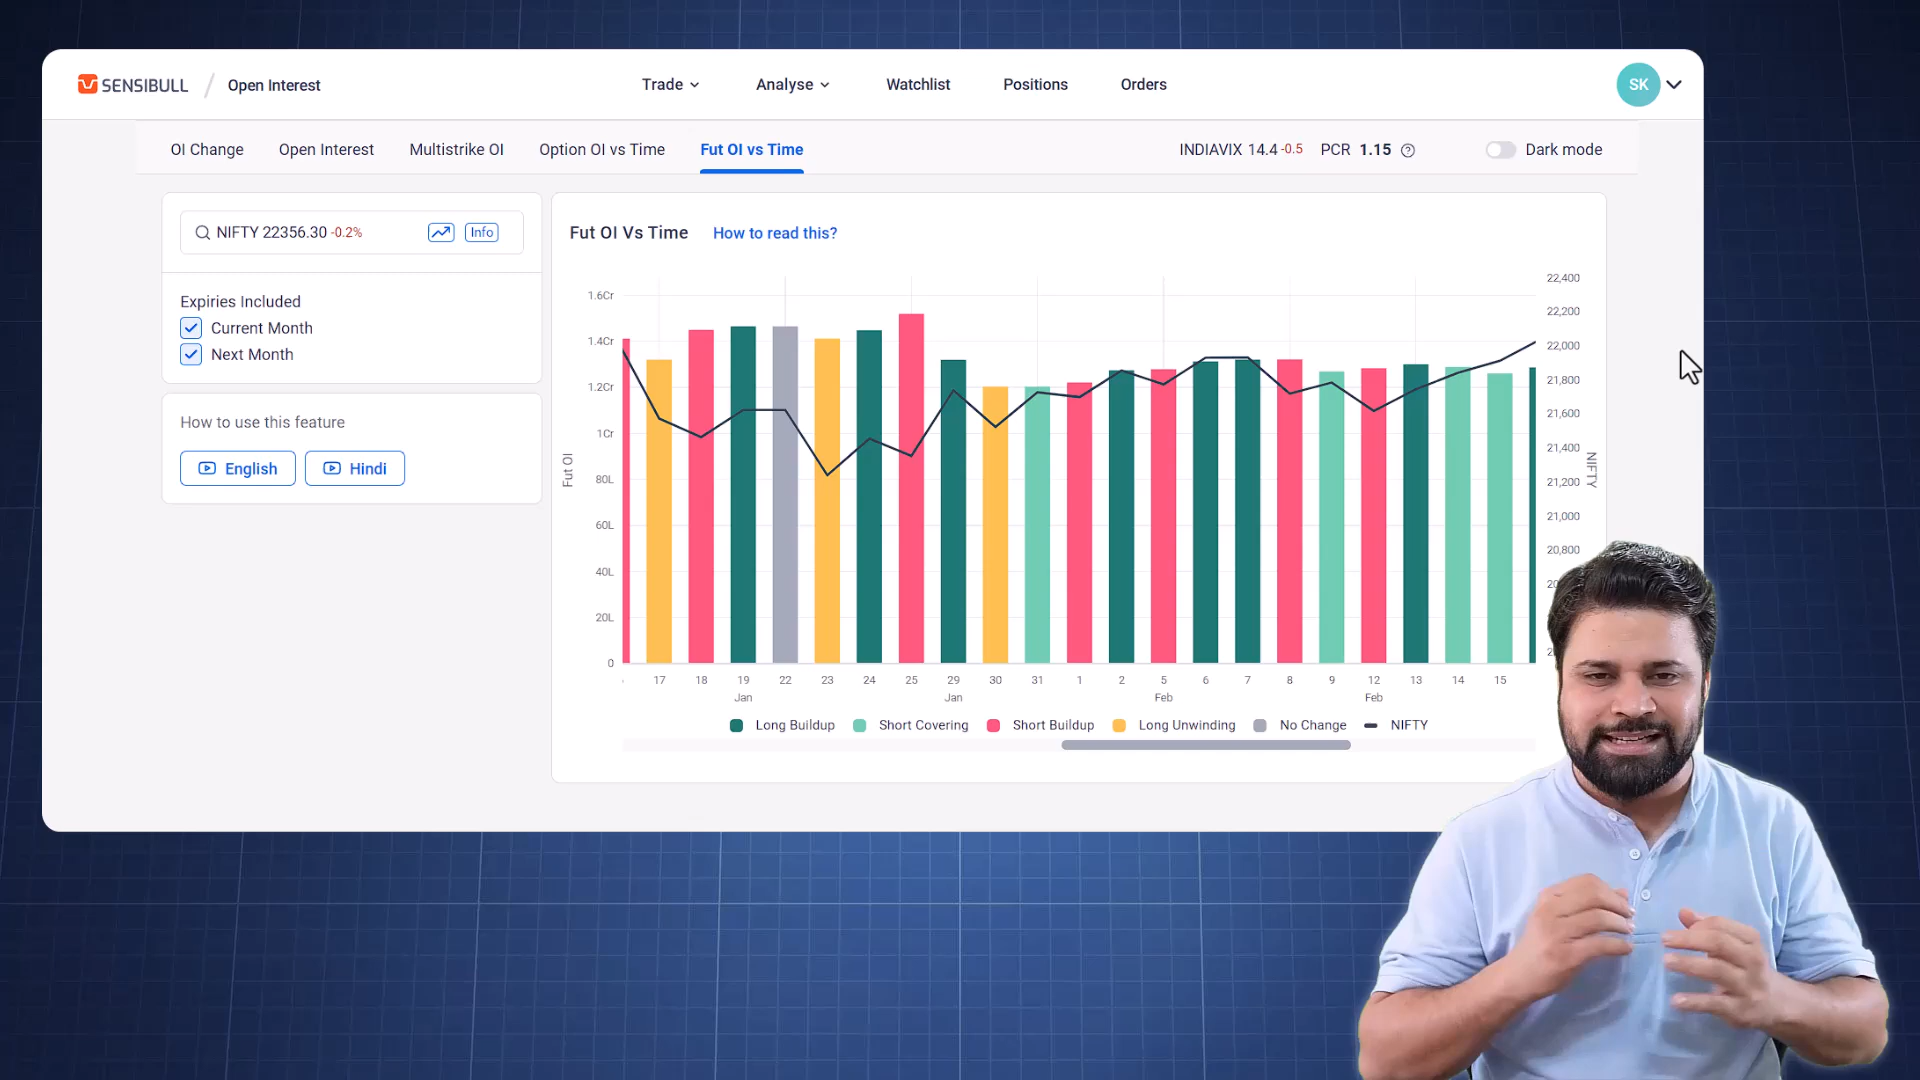 SENSIBULL / Open Interest
Trade
Analyse
Watchlist
Positions
Orders
SK
OI Change
Open Interest
Multistrike OI
Option OI vs Time
Fut OI vs Time
INDIAVIX 14.4 -0.5 PCR 1.15
Dark mode
NIFTY 22356.30 -0.2%
Info
Expiries Included
Current Month
Next Month
How to use this feature
English
Hindi
Fut OI Vs Time
How to read this?
1.6Cr
1.4Cr
1.2Cr
1Cr
80L
60L
40L
20L
0
Fut OI
22,400
22,200
22,000
21,800
21,600
21,400
21,200
21,000
20,800
NIFTY
17 18 19 22 23 24 25 29 30 31 1 2 5 6 7 8 9 12 13 14 15
Jan Jan Feb Feb
Long Buildup Short Covering Short Buildup Long Unwinding No Change NIFTY